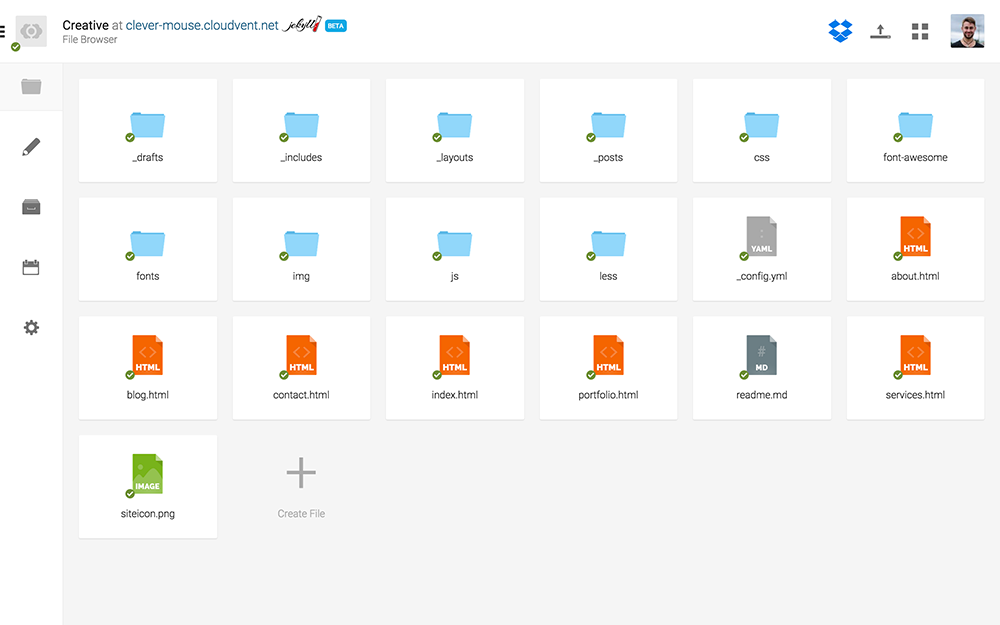 Creative at clever-mouse.cloudvent.net jekyll BETA
File Browser
_drafts
_includes
_layouts
_posts
css
font-awesome
fonts
img
js
less
YAML
_config.yml
HTML
about.html
HTML
blog.html
HTML
contact.html
HTML
index.html
HTML
portfolio.html
#
MD
readme.md
HTML
services.html
IMAGE
siteicon.png
Create File